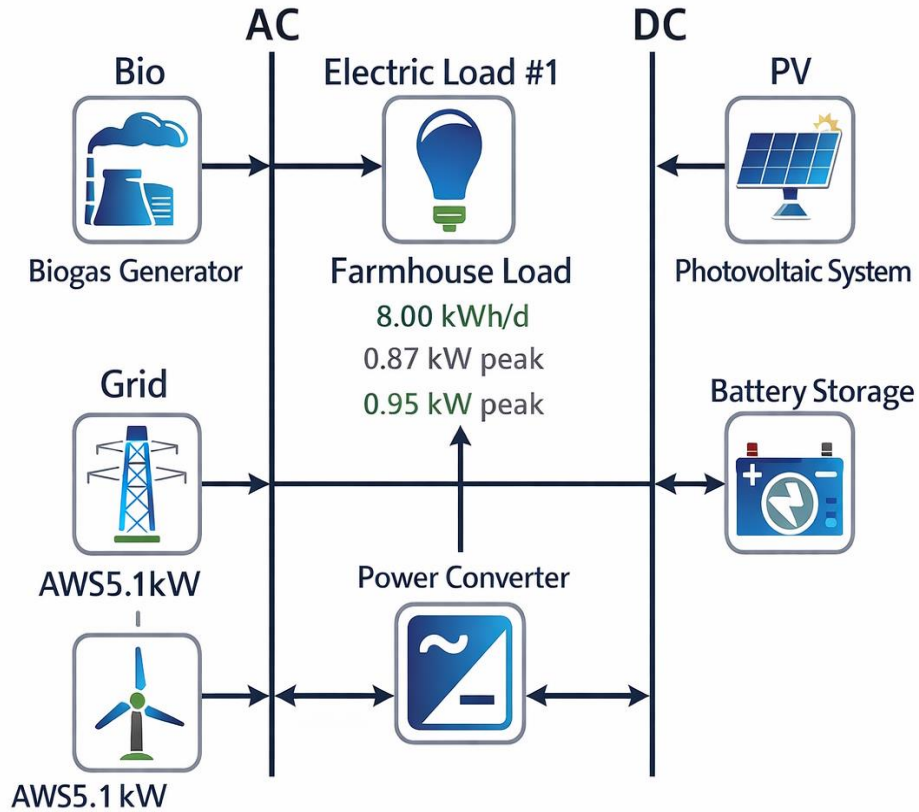 AC
DC
Bio
Electric Load #1
PV
Biogas Generator
Farmhouse Load
Photovoltaic System
8.00 kWh/d
0.87 kW peak
0.95 kW peak
Grid
Battery Storage
AWS5.1kW
Power Converter
AWS5.1 kW